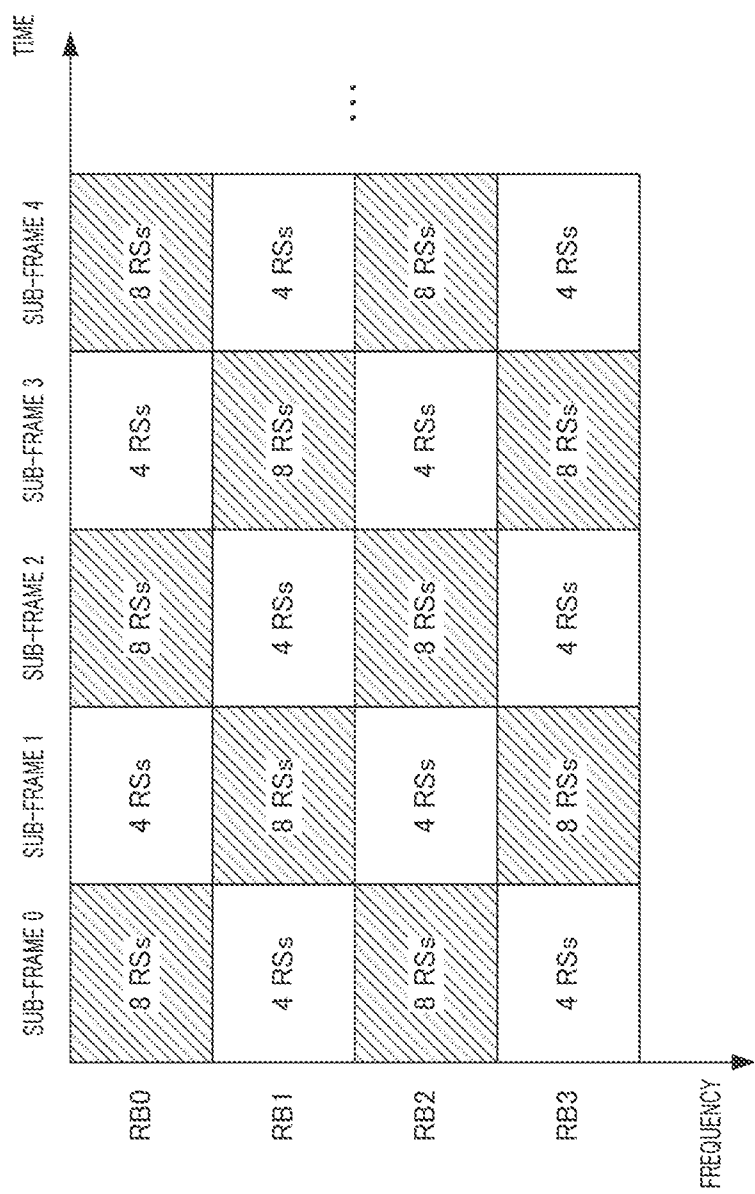 TIME
SUB-FRAME 0 SUB-FRAME 1 SUB-FRAME 2 SUB-FRAME 3 SUB-FRAME 4
RB0 8 RSs 4 RSs 8 RSs 4 RSs 8 RSs
RB1 4 RSs 8 RSs 4 RSs 8 RSs 4 RSs ...
RB2 8 RSs 4 RSs 8 RSs 4 RSs 8 RSs
RB3 4 RSs 8 RSs 4 RSs 8 RSs 4 RSs
FREQUENCY